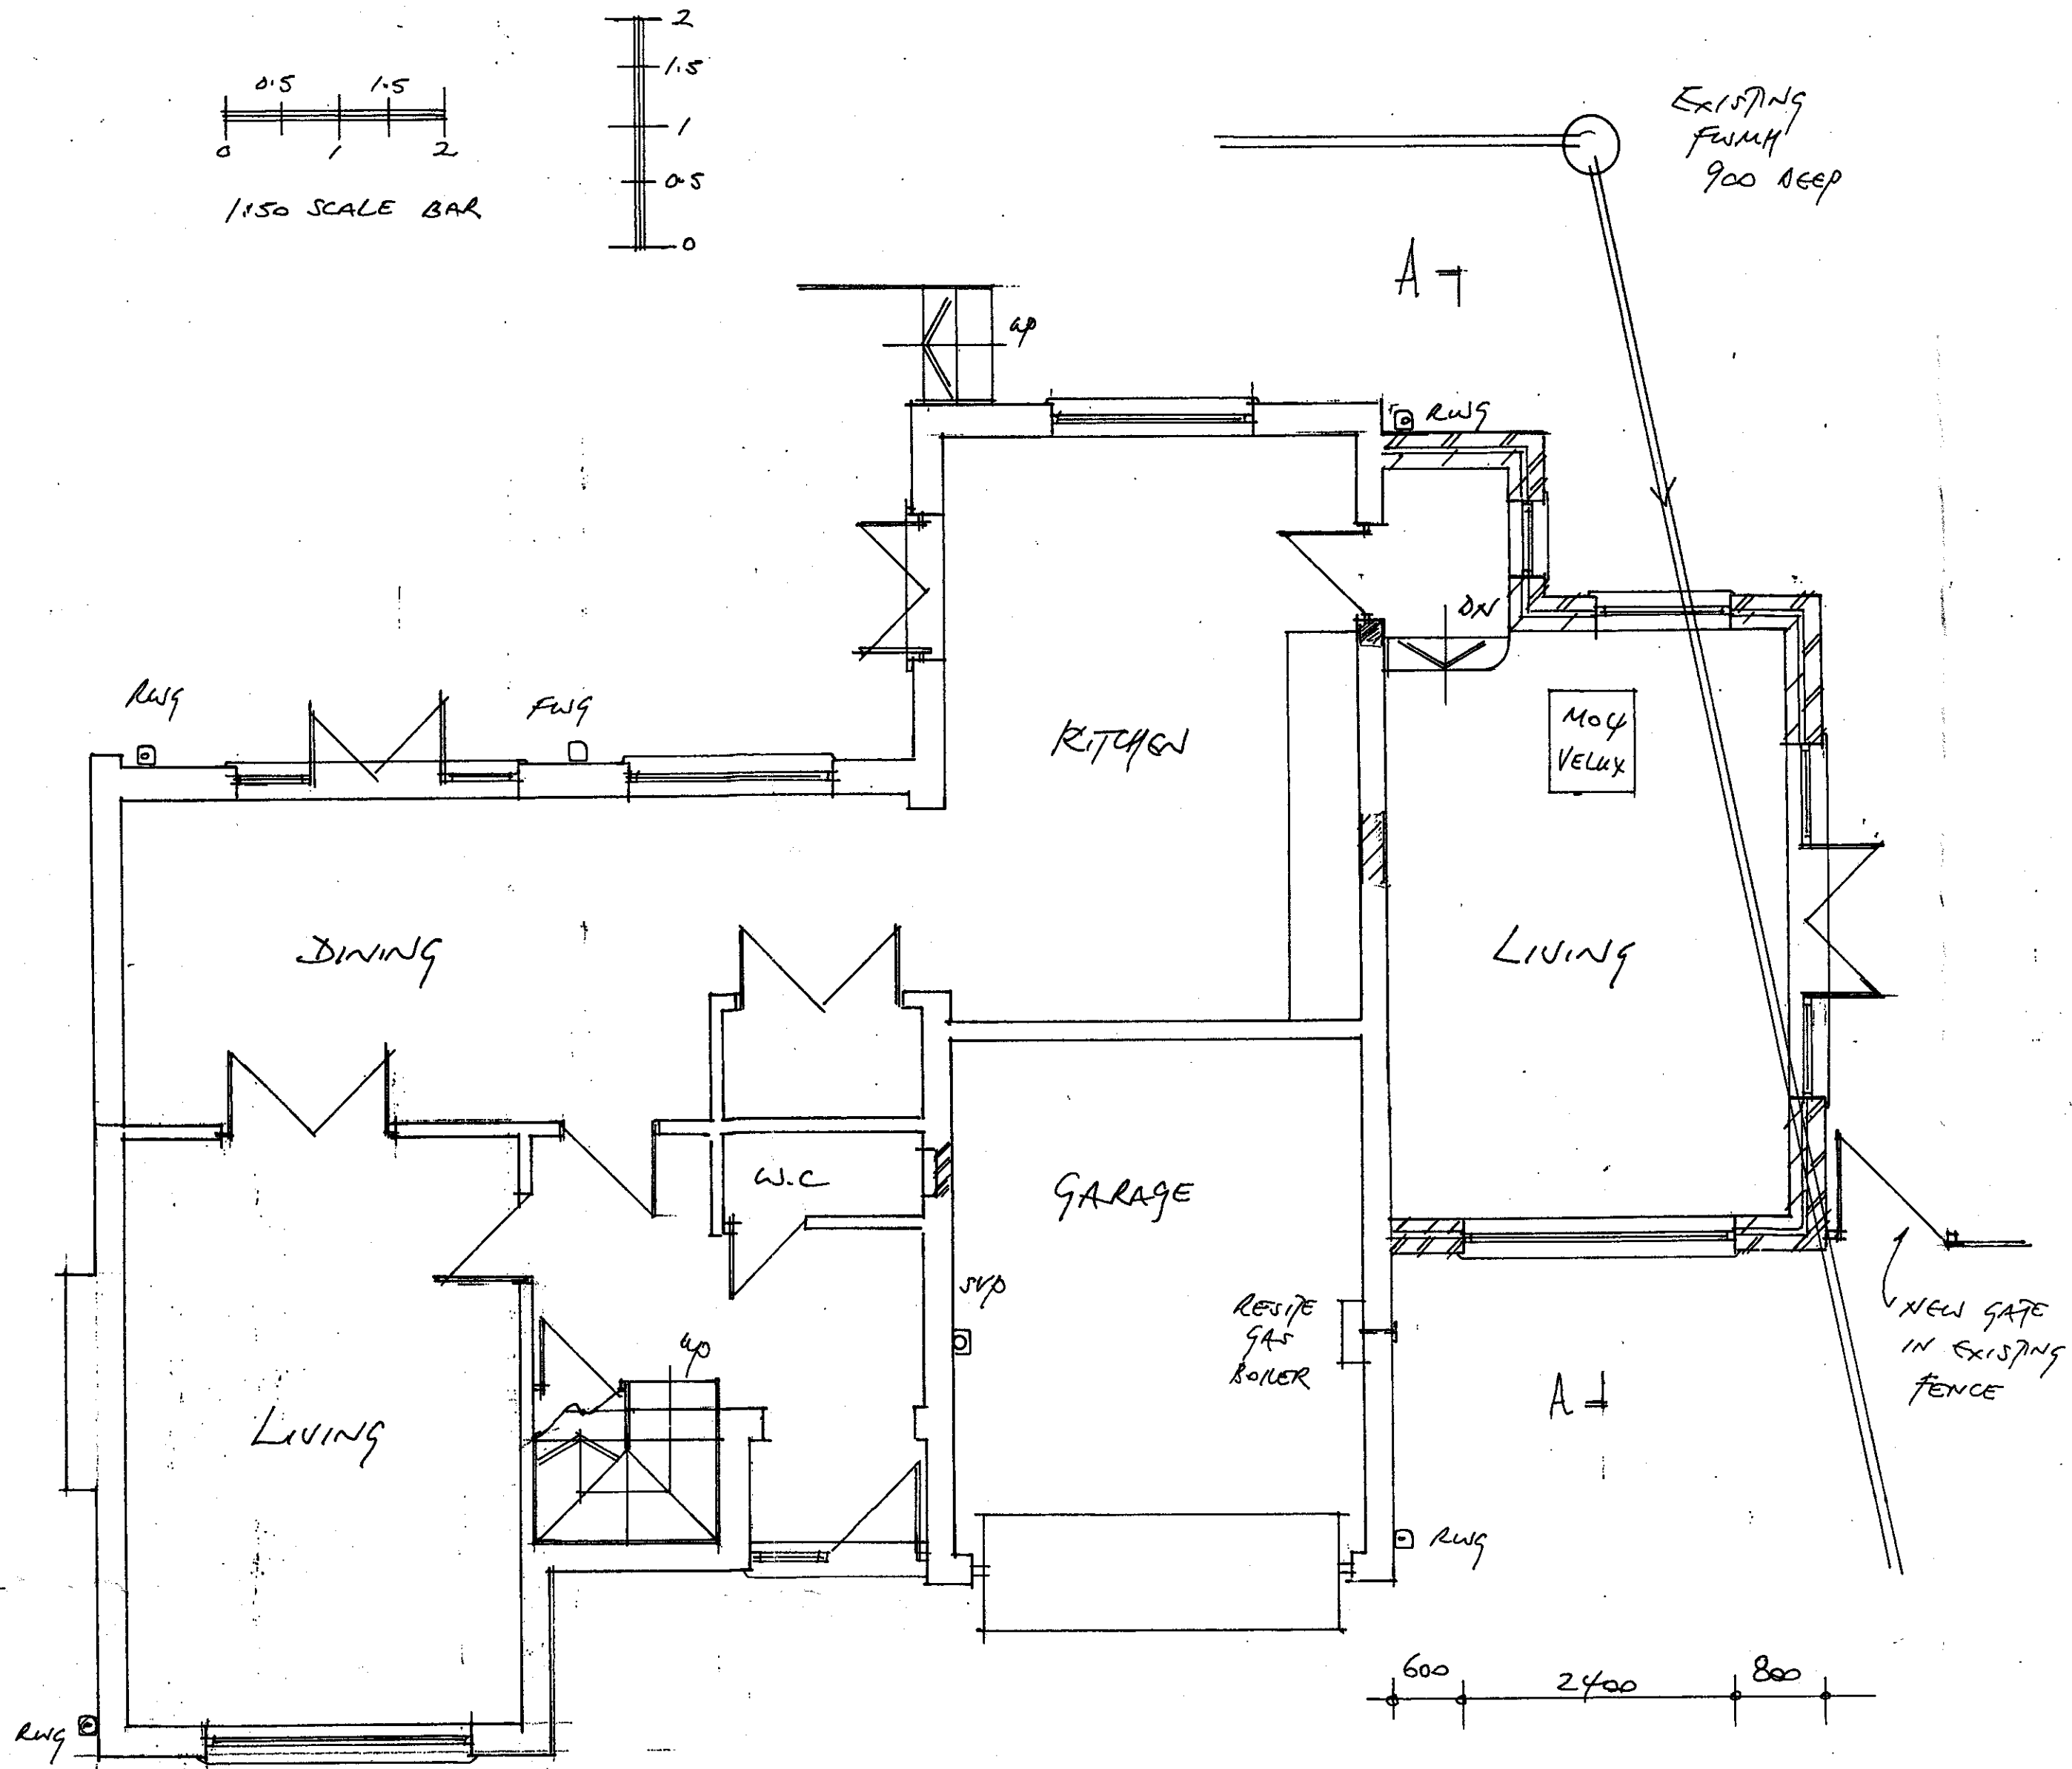 2
1.5
1
0.5
0
0.5 1.5
0 1 2
1:50 SCALE BAR
EXISTING
FWMH
900 DEEP
A
up
RWG
DN
RWG
FWG
KITCHEN
MO4
VELUX
DINING
LIVING
W.C
GARAGE
SVP
RESITE
GAS
BOILER
NEW GATE
IN EXISTING
FENCE
up
A
LIVING
RWG
600 2400 800
RWG